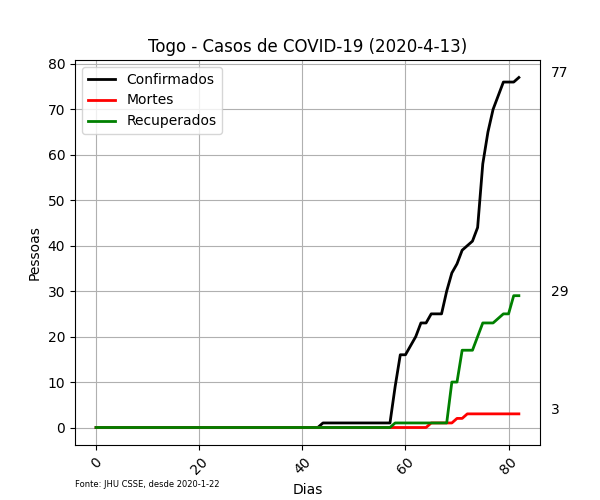 Togo - Casos de COVID-19 (2020-4-13)
Confirmados
Mortes
Recuperados
Pessoas
80
70
60
50
40
30
20
10
0
77
29
3
0
20
40
60
80
Dias
Fonte: JHU CSSE, desde 2020-1-22